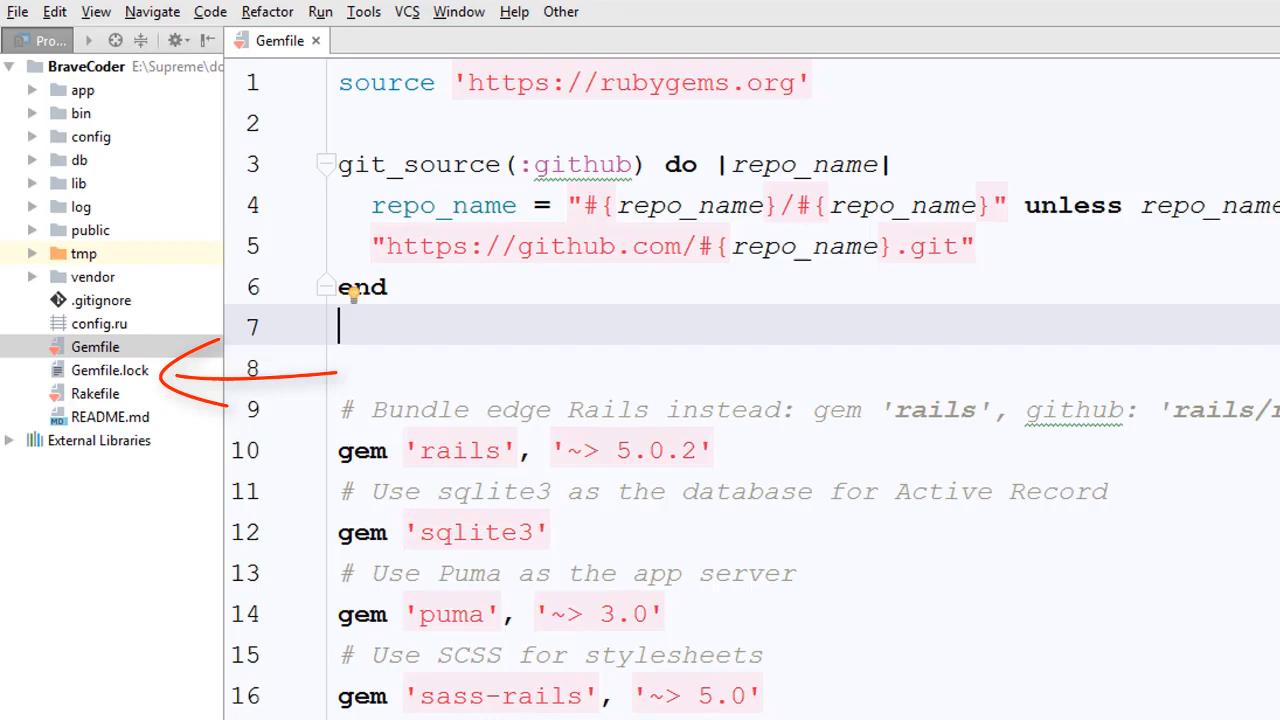 File Edit View Navigate Code Refactor Run Tools VCS Window Help Other
Pro...
Gemfile
BraveCoder E:\Supreme\do
app
bin
config
db
lib
log
public
tmp
vendor
.gitignore
config.ru
Gemfile
Gemfile.lock
Rakefile
README.md
External Libraries
1 source 'https://rubygems.org'
2
3 git_source(:github) do |repo_name|
4 repo_name = "#{repo_name}/#{repo_name}" unless repo_name
5 "https://github.com/#{repo_name}.git"
6 end
7
8
9 # Bundle edge Rails instead: gem 'rails', github: 'rails/r
10 gem 'rails', '~> 5.0.2'
11 # Use sqlite3 as the database for Active Record
12 gem 'sqlite3'
13 # Use Puma as the app server
14 gem 'puma', '~> 3.0'
15 # Use SCSS for stylesheets
16 gem 'sass-rails', '~> 5.0'